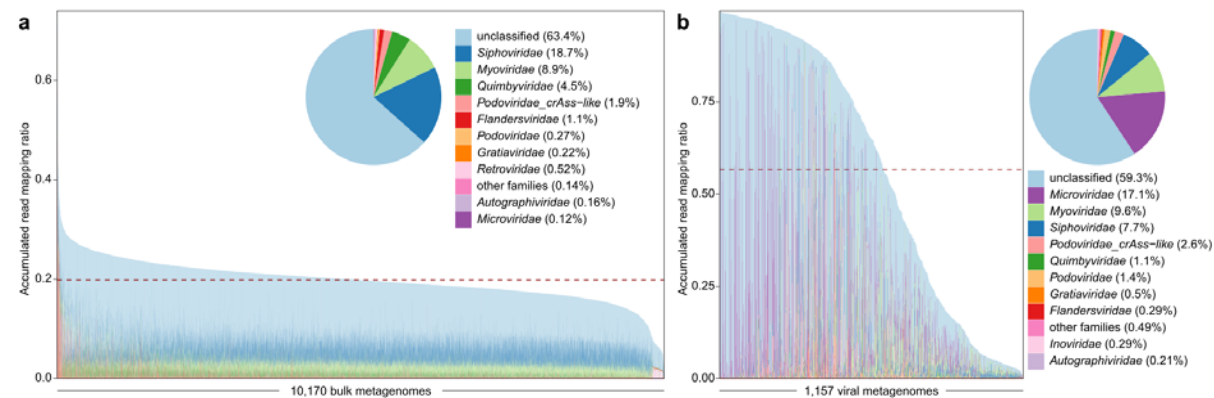 a
Accumulated read mapping ratio
0.6
0.4
0.2
0.0
unclassified (63.4%)
Siphoviridae (18.7%)
Myoviridae (8.9%)
Quimbyviridae (4.5%)
Podoviridae_crAss-like (1.9%)
Flandersviridae (1.1%)
Podoviridae (0.27%)
Gratiaviridae (0.22%)
Retroviridae (0.52%)
other families (0.14%)
Autographiviridae (0.16%)
Microviridae (0.12%)
10,170 bulk metagenomes
b
Accumulated read mapping ratio
0.75
0.50
0.25
0.00
unclassified (59.3%)
Microviridae (17.1%)
Myoviridae (9.6%)
Siphoviridae (7.7%)
Podoviridae_crAss-like (2.6%)
Quimbyviridae (1.1%)
Podoviridae (1.4%)
Gratiaviridae (0.5%)
Flandersviridae (0.29%)
other families (0.49%)
Inoviridae (0.29%)
Autographiviridae (0.21%)
1,157 viral metagenomes